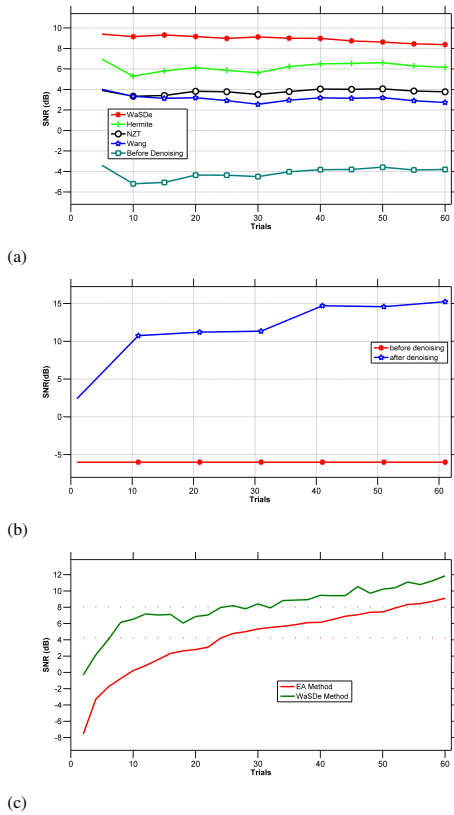 10
8
6
4
2
0
-2
-4
-6
SNR (dB)
WaSDe
Hermite
NZT
Wang
Before Denoising
0 10 20 30 40 50 60
Trials
(a)
15
10
5
0
-5
SNR(dB)
before denoising
after denoising
0 10 20 30 40 50 60
Trials
(b)
12
10
8
6
4
2
0
-2
-4
-6
-8
SNR (dB)
EA Method
WaSDe Method
0 10 20 30 40 50 60
Trials
(c)